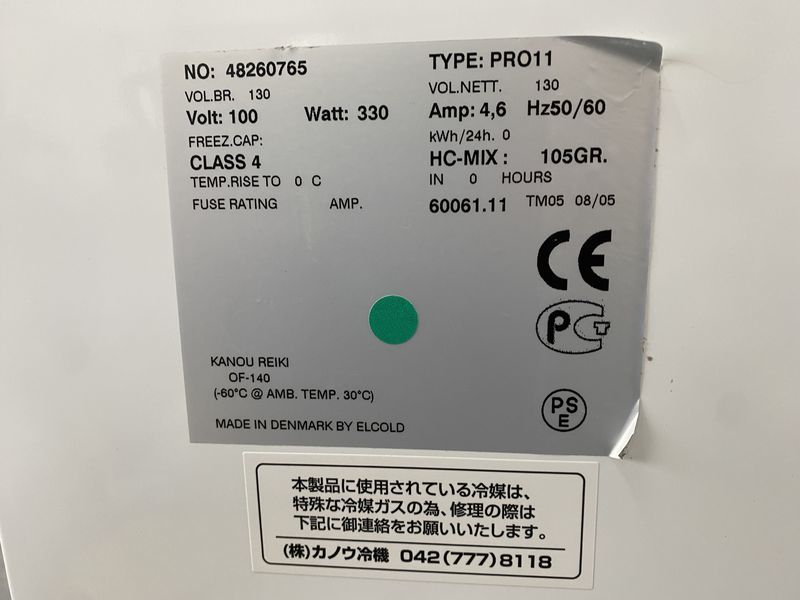 NO: 48260765 TYPE: PRO11
VOL.BR. 130 VOL.NETT. 130
Volt: 100 Watt: 330 Amp: 4,6 Hz50/60
FREEZ.CAP: kWh/24h. 0
CLASS 4 HC-MIX : 105GR.
TEMP.RISE TO 0 C IN 0 HOURS
FUSE RATING AMP. 60061.11 TM05 08/05
CE
PCT
PSE
KANOU REIKI
OF-140
(-60°C @ AMB. TEMP. 30°C)
MADE IN DENMARK BY ELCOLD
本製品に使用されている冷媒は、
特殊な冷媒ガスの為、修理の際は
下記に御連絡をお願いいたします。
(株)カノウ冷機 042(777)8118